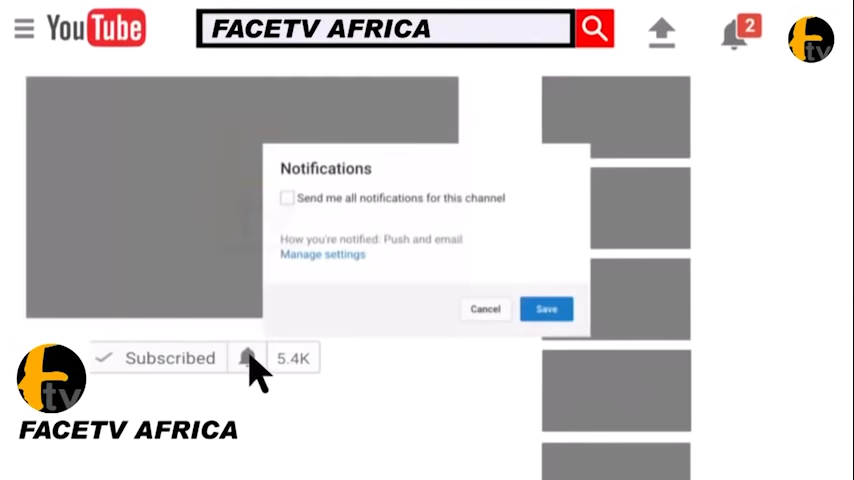 YouTube
FACETV AFRICA
2
tv
Notifications
Send me all notifications for this channel
How you're notified: Push and email
Manage settings
Cancel
Save
Subscribed
5.4K
tv
FACETV AFRICA